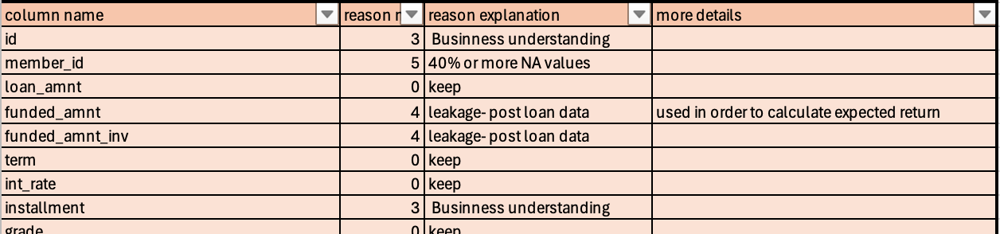 column name reason r reason explanation more details
id 3 Businness understanding
member_id 5 40% or more NA values
loan_amnt 0 keep
funded_amnt 4 leakage- post loan data used in order to calculate expected return
funded_amnt_inv 4 leakage- post loan data
term 0 keep
int_rate 0 keep
installment 3 Businness understanding
grade 0 keep